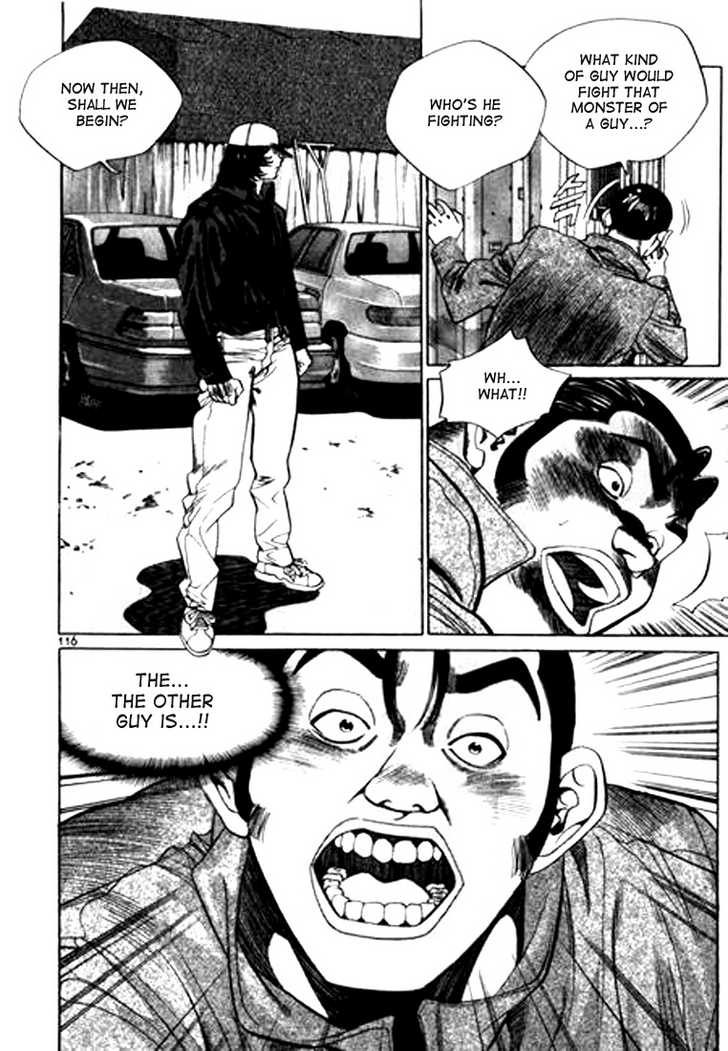 NOW THEN,
SHALL WE
BEGIN?
WHO'S HE
FIGHTING?
WHAT KIND
OF GUY WOULD
FIGHT THAT
MONSTER OF
A GUY...?
WH...
WHAT!!
116
THE...
THE OTHER
GUY IS...!!